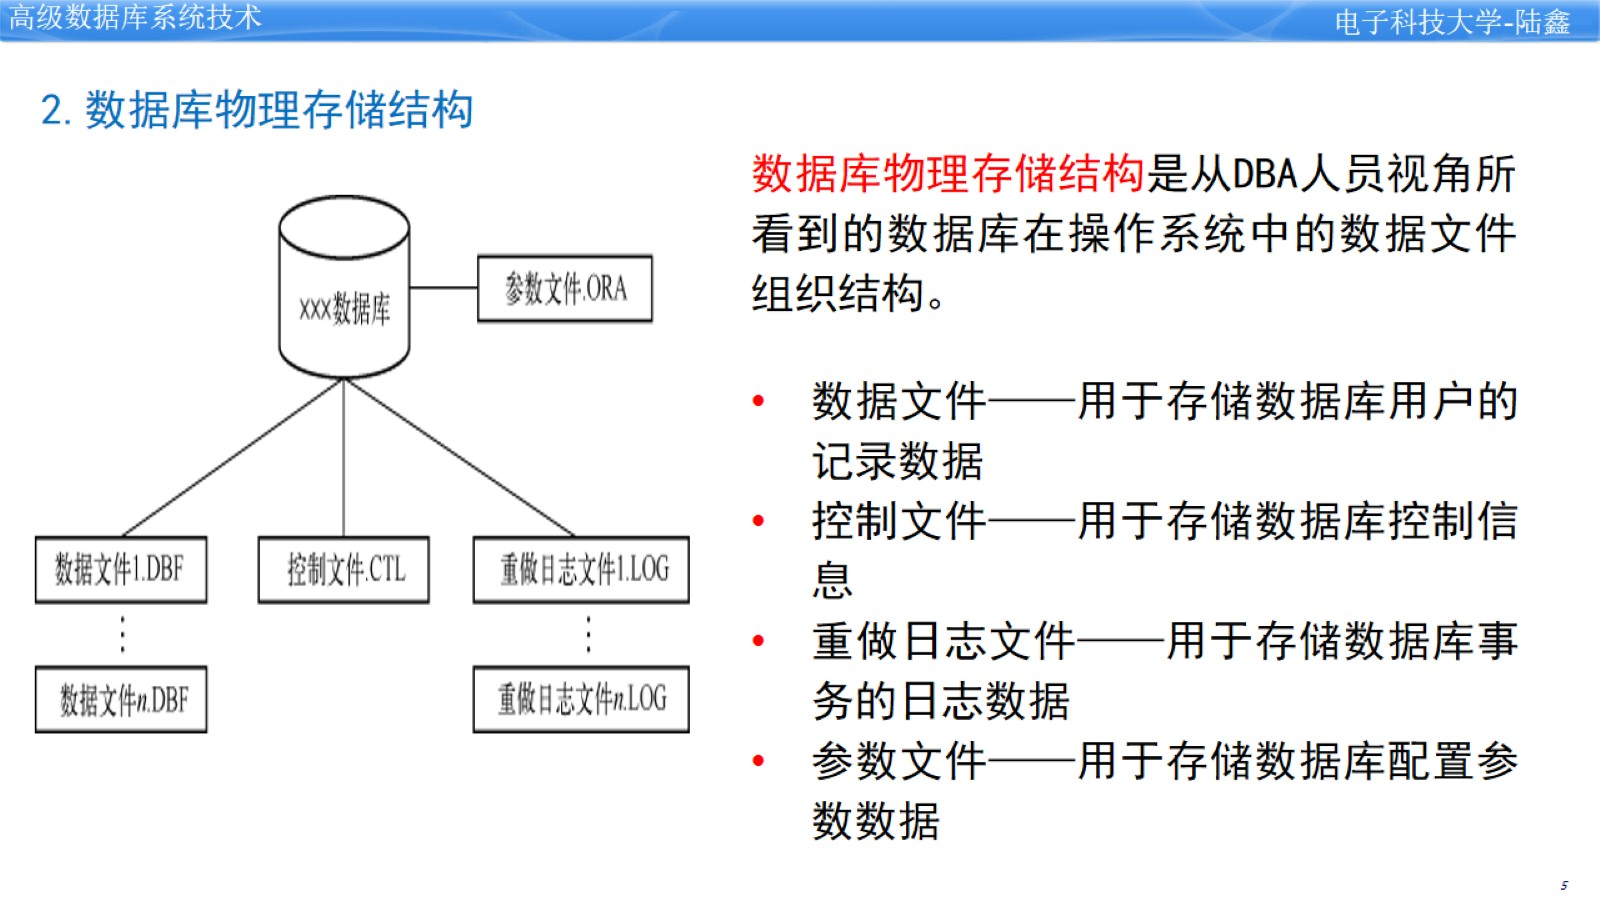 高级数据库系统技术
电子科技大学-陆鑫
2. 数据库物理存储结构
xxx数据库
参数文件.ORA
数据文件1.DBF
控制文件.CTL
重做日志文件1.LOG
数据文件n.DBF
重做日志文件n.LOG
数据库物理存储结构是从DBA人员视角所
看到的数据库在操作系统中的数据文件
组织结构。
• 数据文件——用于存储数据库用户的
记录数据
• 控制文件——用于存储数据库控制信
息
• 重做日志文件——用于存储数据库事
务的日志数据
• 参数文件——用于存储数据库配置参
数数据
5